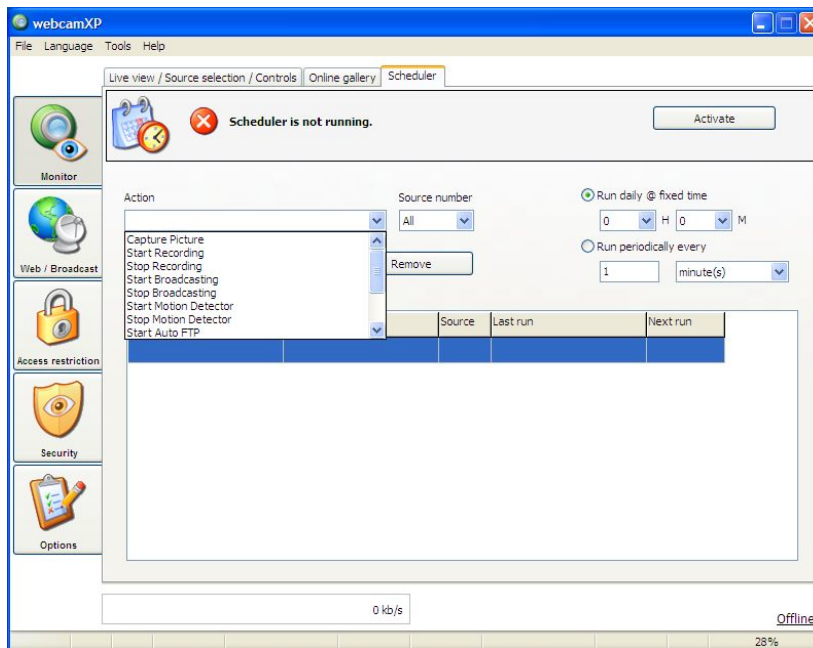 webcamXP
File Language Tools Help
Live view / Source selection / Controls Online gallery Scheduler
Scheduler is not running.
Activate
Monitor
Action
Source number
Run daily @ fixed time
All
0 H 0 M
Capture Picture
Start Recording
Stop Recording
Start Broadcasting
Stop Broadcasting
Start Motion Detector
Stop Motion Detector
Start Auto FTP
Remove
Run periodically every
1 minute(s)
Web / Broadcast
Source Last run Next run
Access restriction
Security
Options
0 kb/s
Offline
28%